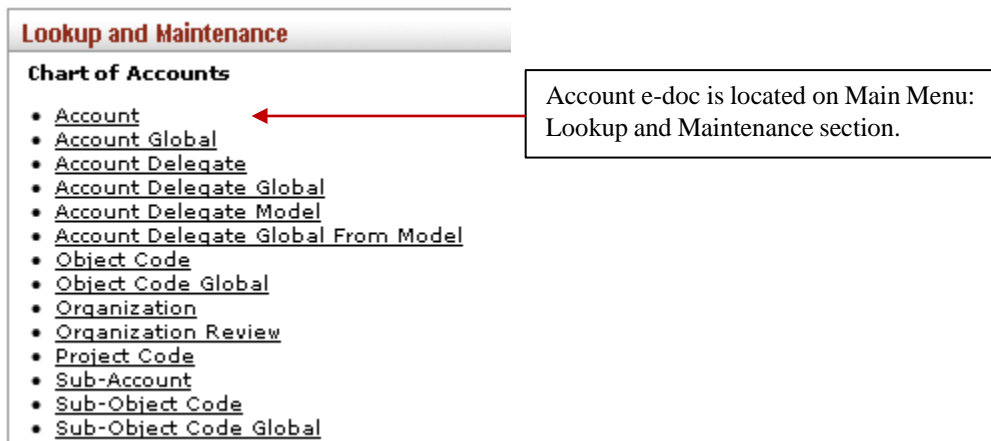 Lookup and Maintenance
Chart of Accounts
• Account
• Account Global
• Account Delegate
• Account Delegate Global
• Account Delegate Model
• Account Delegate Global From Model
• Object Code
• Object Code Global
• Organization
• Organization Review
• Project Code
• Sub-Account
• Sub-Object Code
• Sub-Object Code Global
Account e-doc is located on Main Menu:
Lookup and Maintenance section.